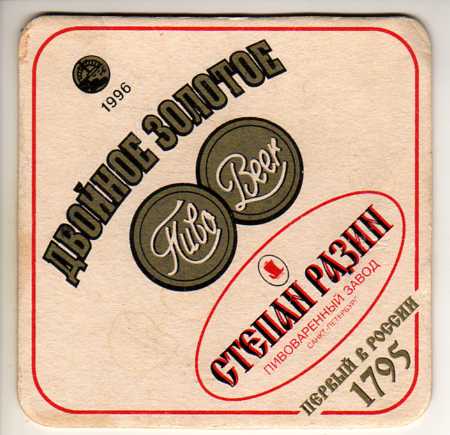 1996
ДВОЙНОЕ ЗОЛОТОЕ
Пиво
Beer
СТЕПАН РАЗИН
ПИВОВАРЕННЫЙ ЗАВОД
САНКТ-ПЕТЕРБУРГ
ПЕРВЫЙ В РОССИИ
1795